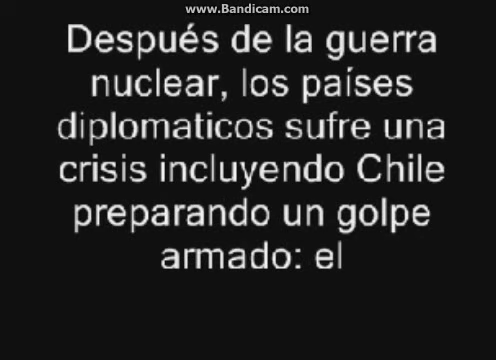 www.Bandicam.com
Después de la guerra
nuclear, los países
diplomaticos sufre una
crisis incluyendo Chile
preparando un golpe
armado: el